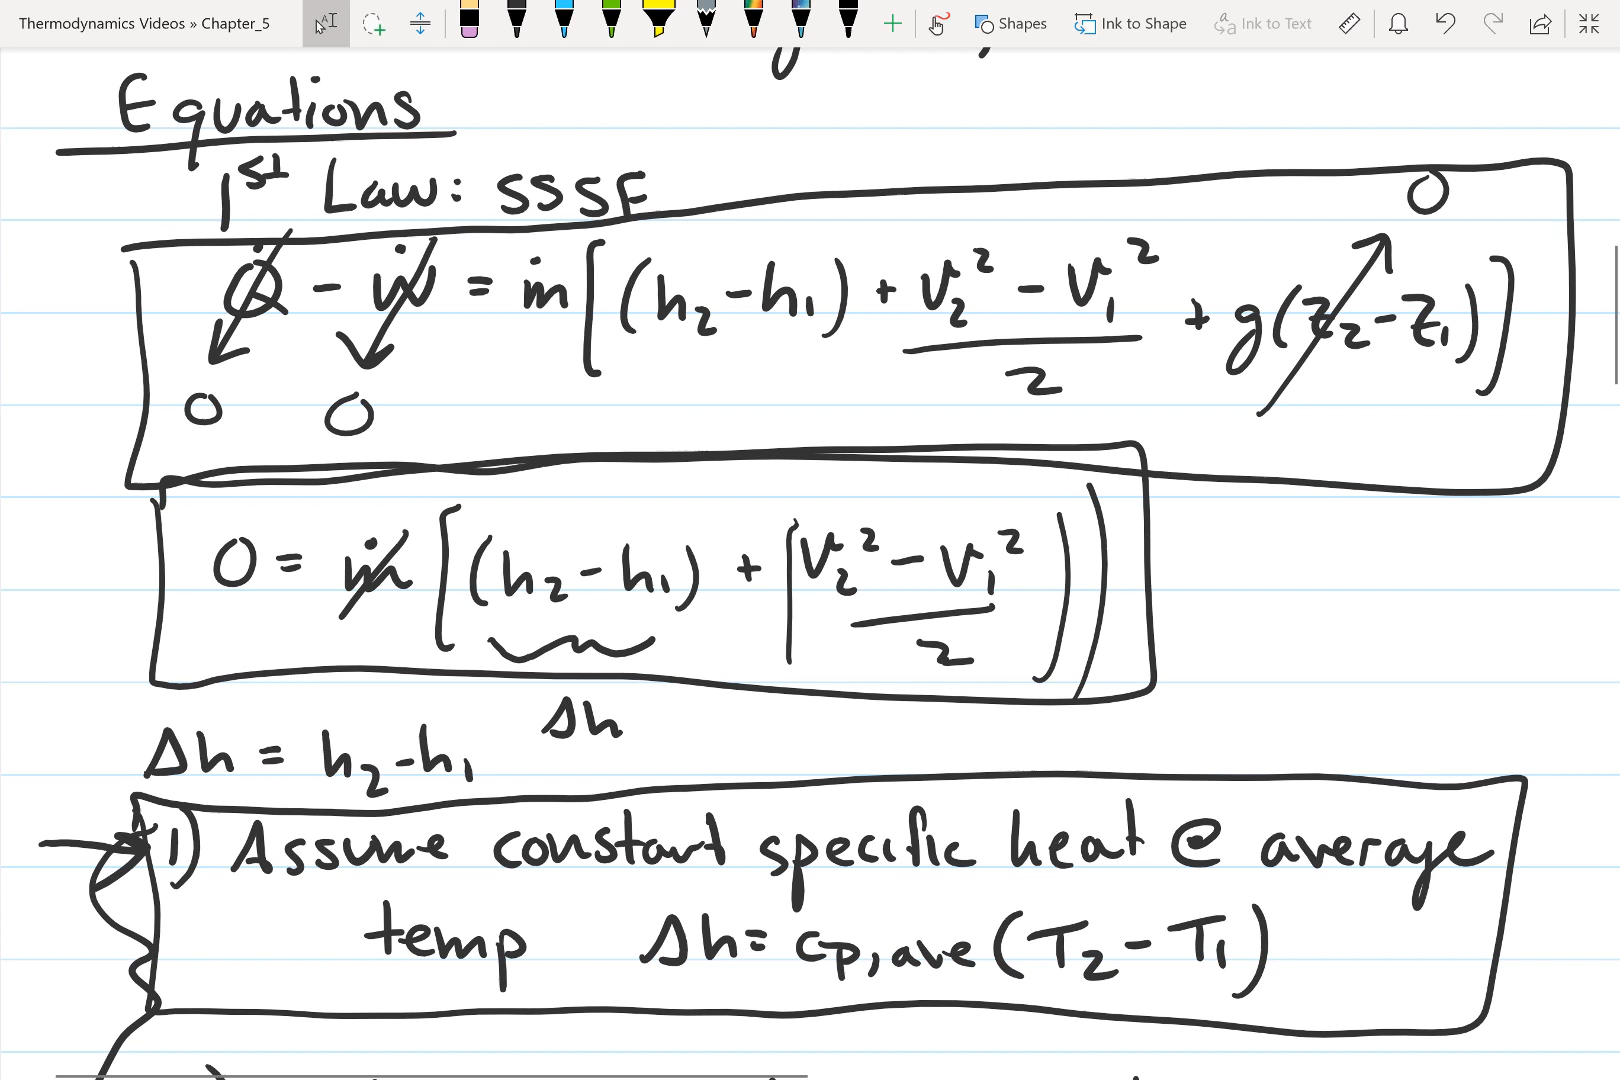 Thermodynamics Videos » Chapter_5
Shapes
Ink to Shape
Ink to Text
Equations
1st Law: SSSF
0
Q̇ - Ẇ = ṁ[(h₂-h₁) + V₂² - V₁² / 2 + g(Z₂-Z₁)]
0 0
0 = ṁ[(h₂-h₁) + (V₂² - V₁² / 2)]
Δh
Δh = h₂-h₁
1) Assume constant specific heat @ average
temp Δh = cp,ave (T₂-T₁)